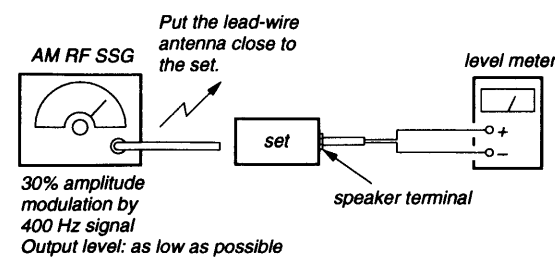 Put the lead-wire
antenna close to
the set.
AM RF SSG
level meter
set
+
–
speaker terminal
30% amplitude
modulation by
400 Hz signal
Output level: as low as possible